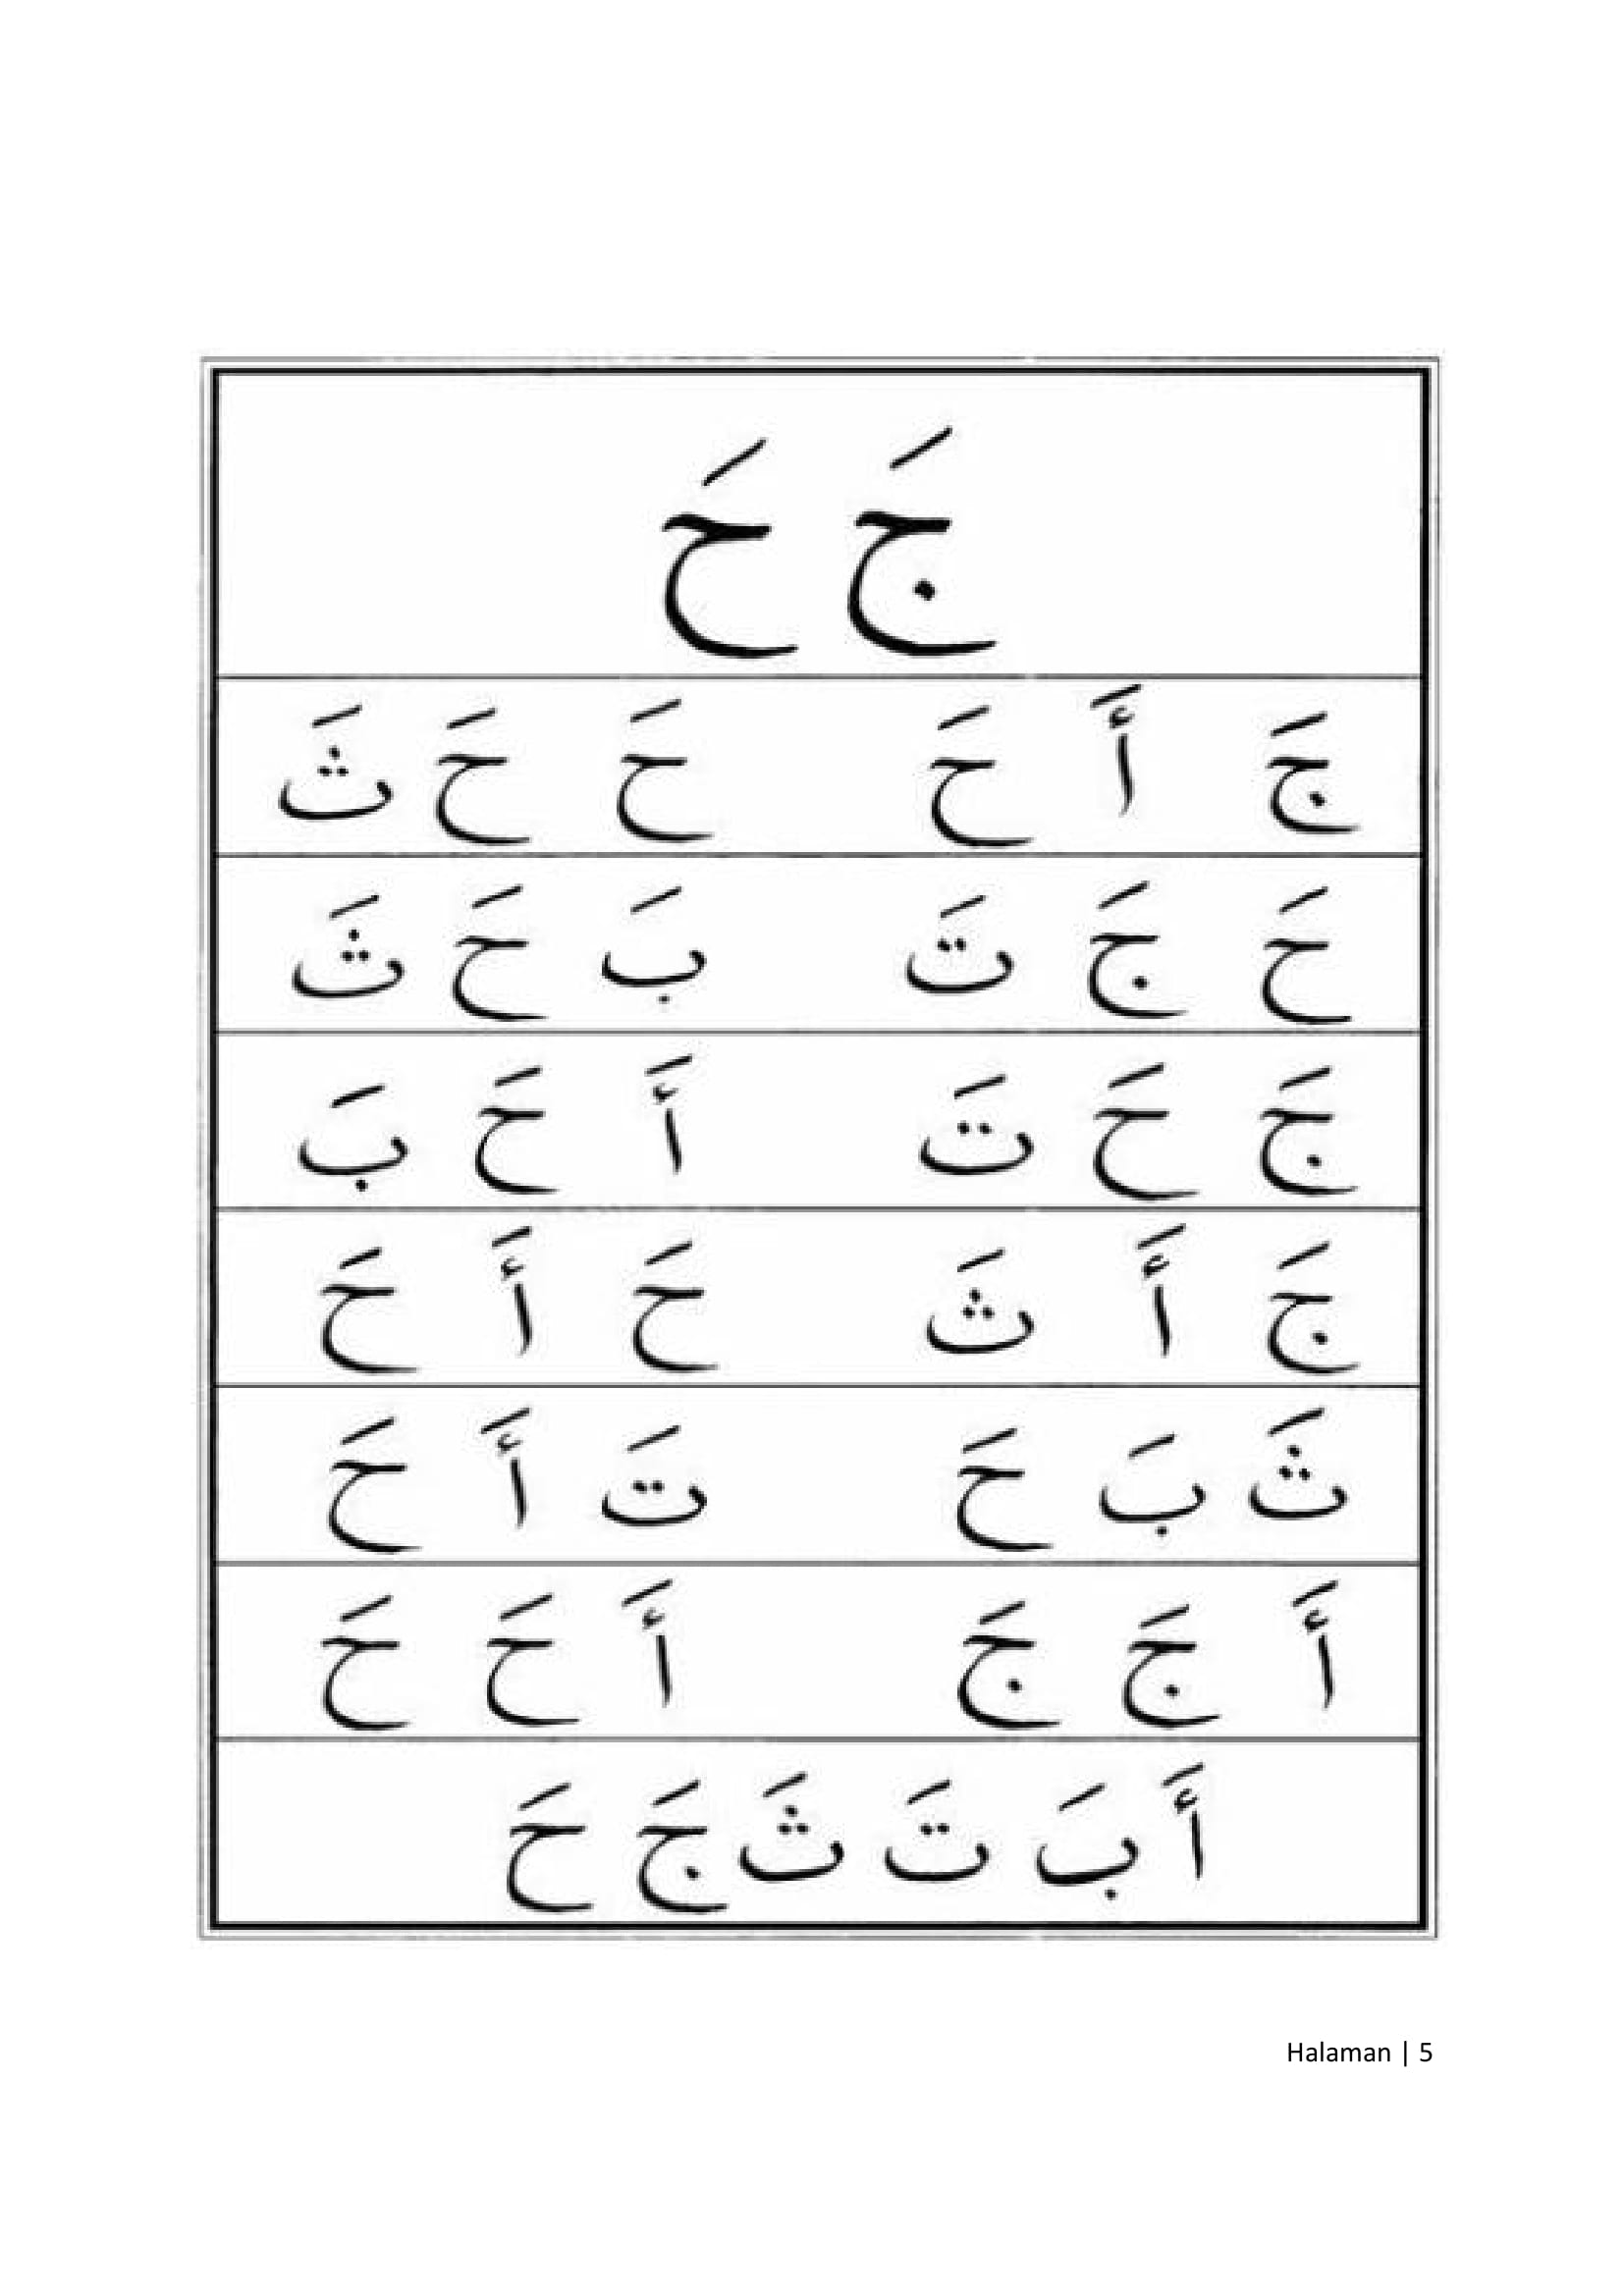 جَ حَ
جَ أَ حَ حَ حَ ثَ
حَ جَ تَ بَ حَ ثَ
جَ حَ تَ أَ حَ بَ
جَ أَ ثَ حَ أَ حَ
ثَ بَ حَ تَ أَ حَ
أَ جَ جَ أَ حَ حَ
أَ بَ تَ ثَ جَ حَ
Halaman | 5